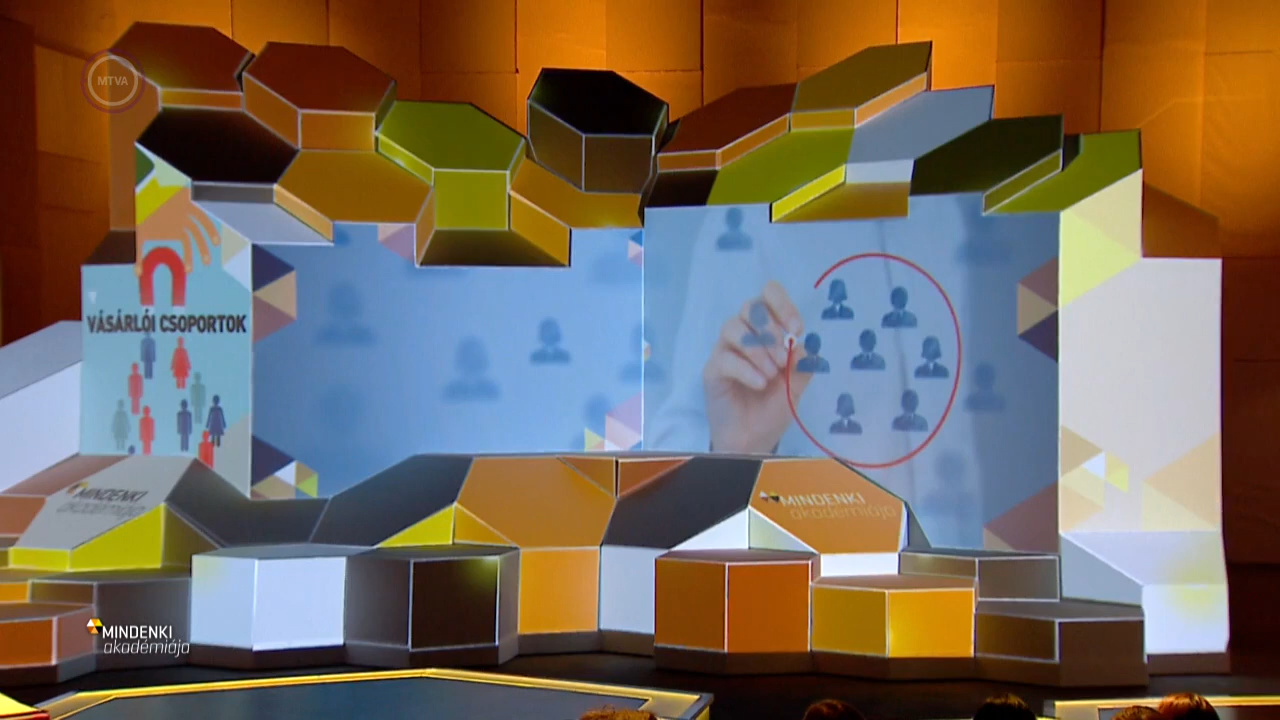 MTVA
VÁSÁRLÓI CSOPORTOK
MINDENKI
akadémiája
MINDENKI
akadémiája
MINDENKI
akadémiája